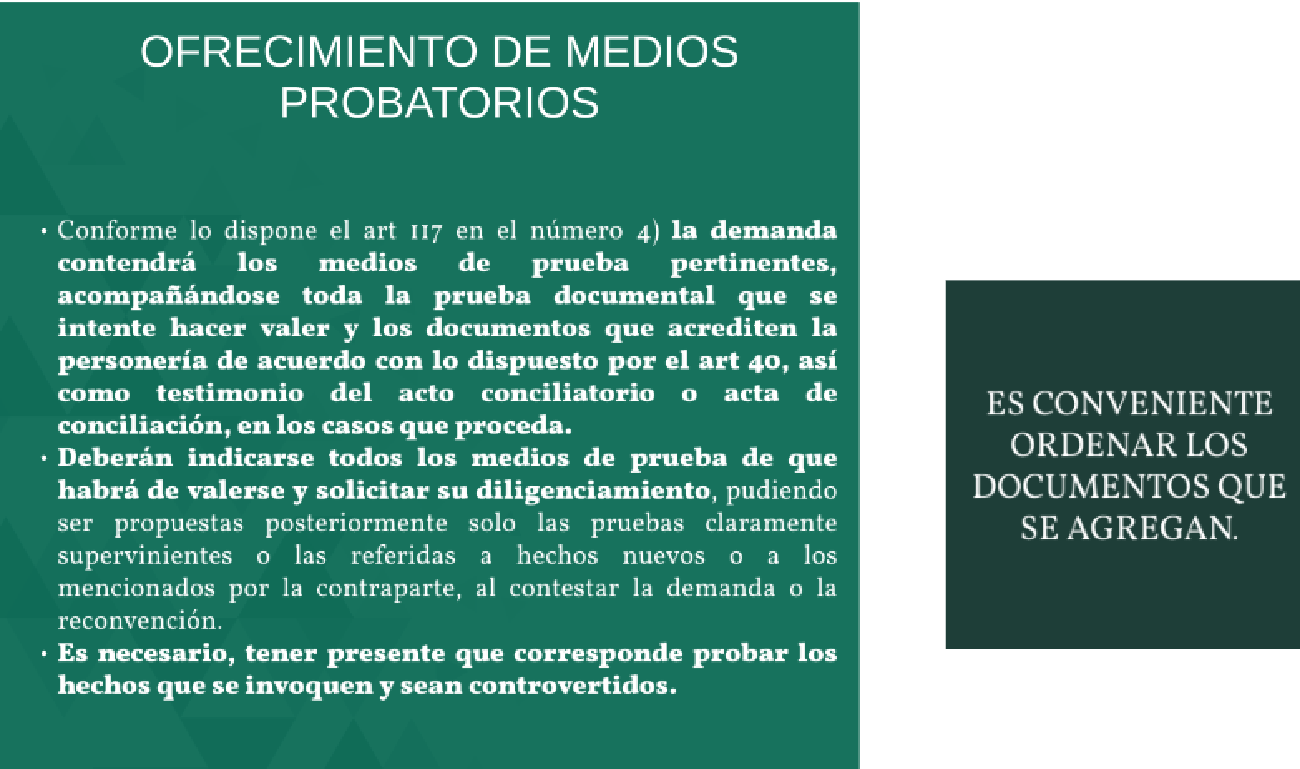 OFRECIMIENTO DE MEDIOS
PROBATORIOS
• Conforme lo dispone el art 117 en el número 4) la demanda
contendrá los medios de prueba pertinentes,
acompañándose toda la prueba documental que se
intente hacer valer y los documentos que acrediten la
personería de acuerdo con lo dispuesto por el art 40, así
como testimonio del acto conciliatorio o acta de
conciliación, en los casos que proceda.
• Deberán indicarse todos los medios de prueba de que
habrá de valerse y solicitar su diligenciamiento, pudiendo
ser propuestas posteriormente solo las pruebas claramente
supervinientes o las referidas a hechos nuevos o a los
mencionados por la contraparte, al contestar la demanda o la
reconvención.
• Es necesario, tener presente que corresponde probar los
hechos que se invoquen y sean controvertidos.
ES CONVENIENTE
ORDENAR LOS
DOCUMENTOS QUE
SE AGREGAN.